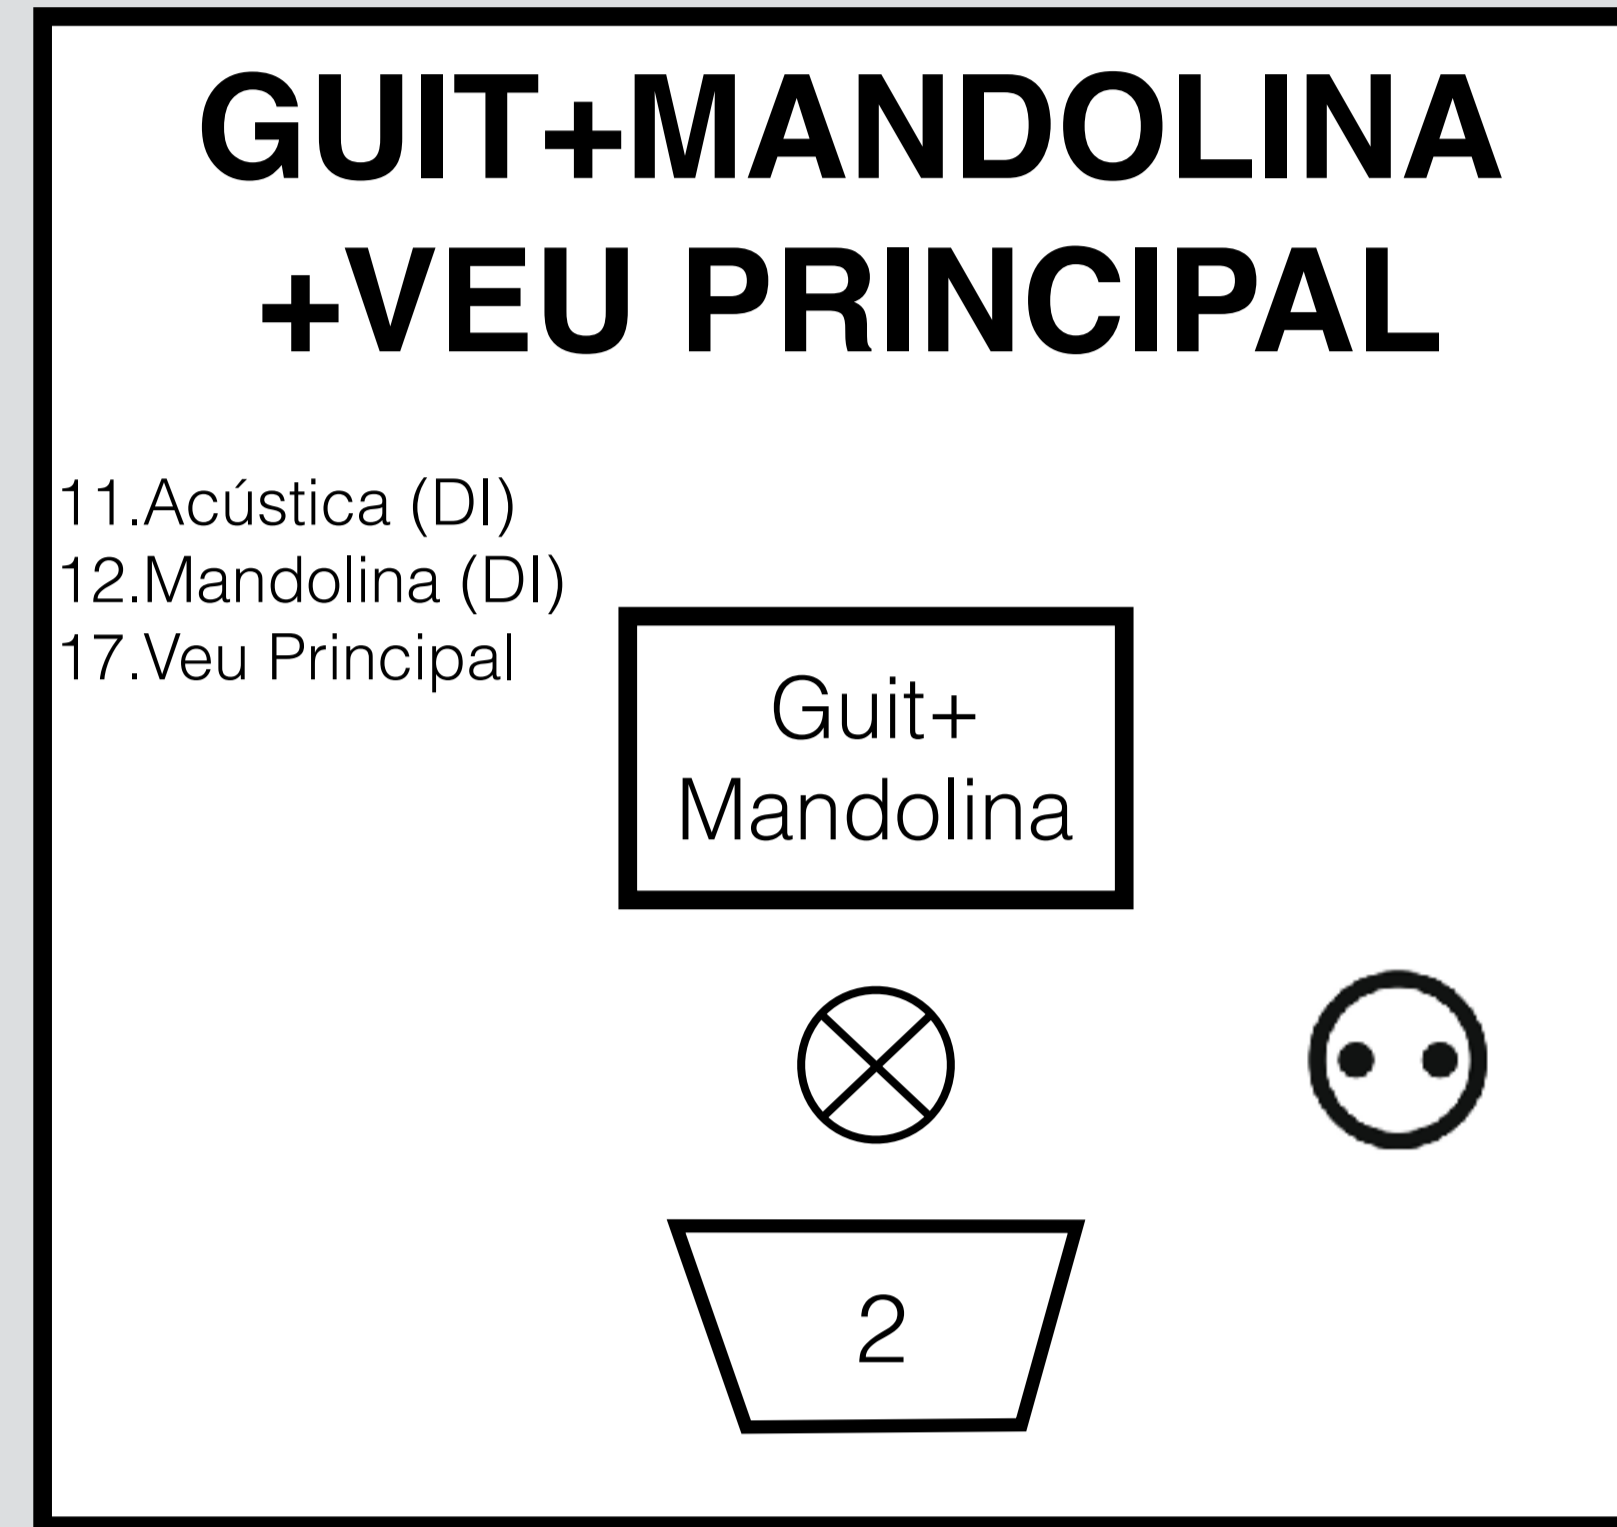 GUIT+MANDOLINA
+VEU PRINCIPAL
11.Acústica (DI)
12.Mandolina (DI)
17.Veu Principal
Guit+
Mandolina
2